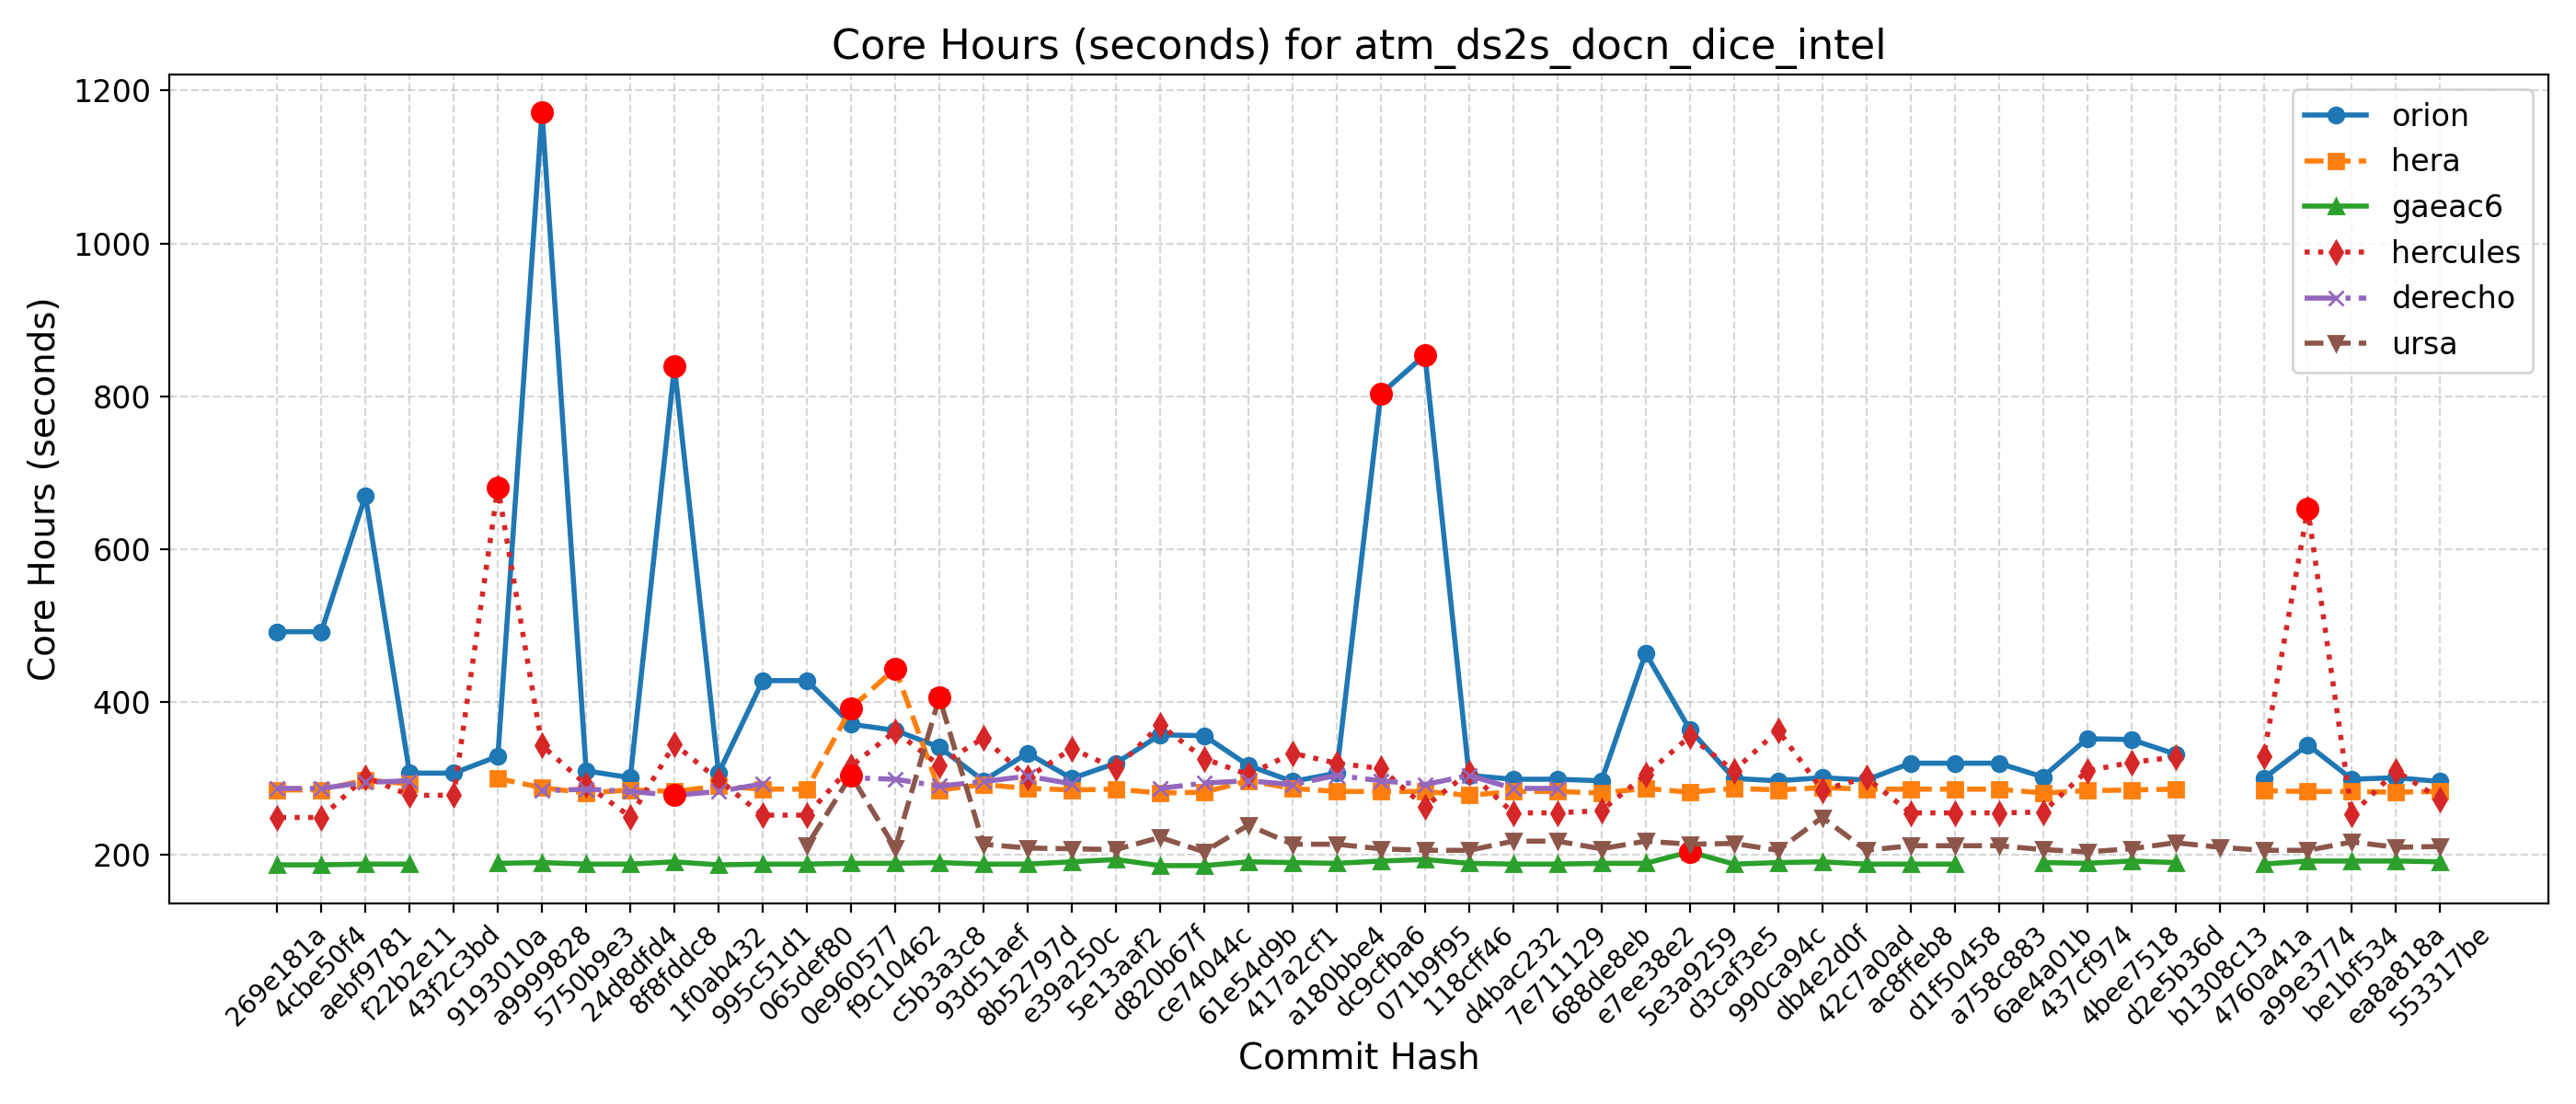 Core Hours (seconds) for atm_ds2s_docn_dice_intel
Core Hours (seconds)
1200
1000
800
600
400
200
orion
hera
gaeac6
hercules
derecho
ursa
269e181a
4cbe50f4
aebf9781
f22b2e11
43f2c3bd
9193010a
a9999828
5750b9e3
24d8dfd4
8f8fddc8
1f0ab432
995c51d1
065def80
0e960577
f9c10462
c5b3a3c8
93d51aef
8b52797d
e39a250c
5e13aaf2
d820b67f
ce74044c
61e54d9b
417a2cf1
a180bbe4
dc9cfba6
071b9f95
118cff46
d4bac232
7e711129
688de8eb
e7ee38e2
5e3a9259
d3caf3e5
990ca94c
db4e2d0f
42c7a0ad
ac8ffeb8
d1f50458
a758c883
6ae4a01b
437cf974
4bee7518
d2e5b36d
b1308c13
4760a41a
a99e3774
be1bf534
ea8a818a
553317be
Commit Hash